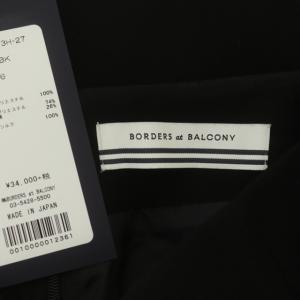 3H-27
BK
100%
74%
26%
100%
¥34,000+税
㈱BORDERS at BALCONY
03-5429-5500
MADE IN JAPAN
0010000012361
BORDERS at BALCONY